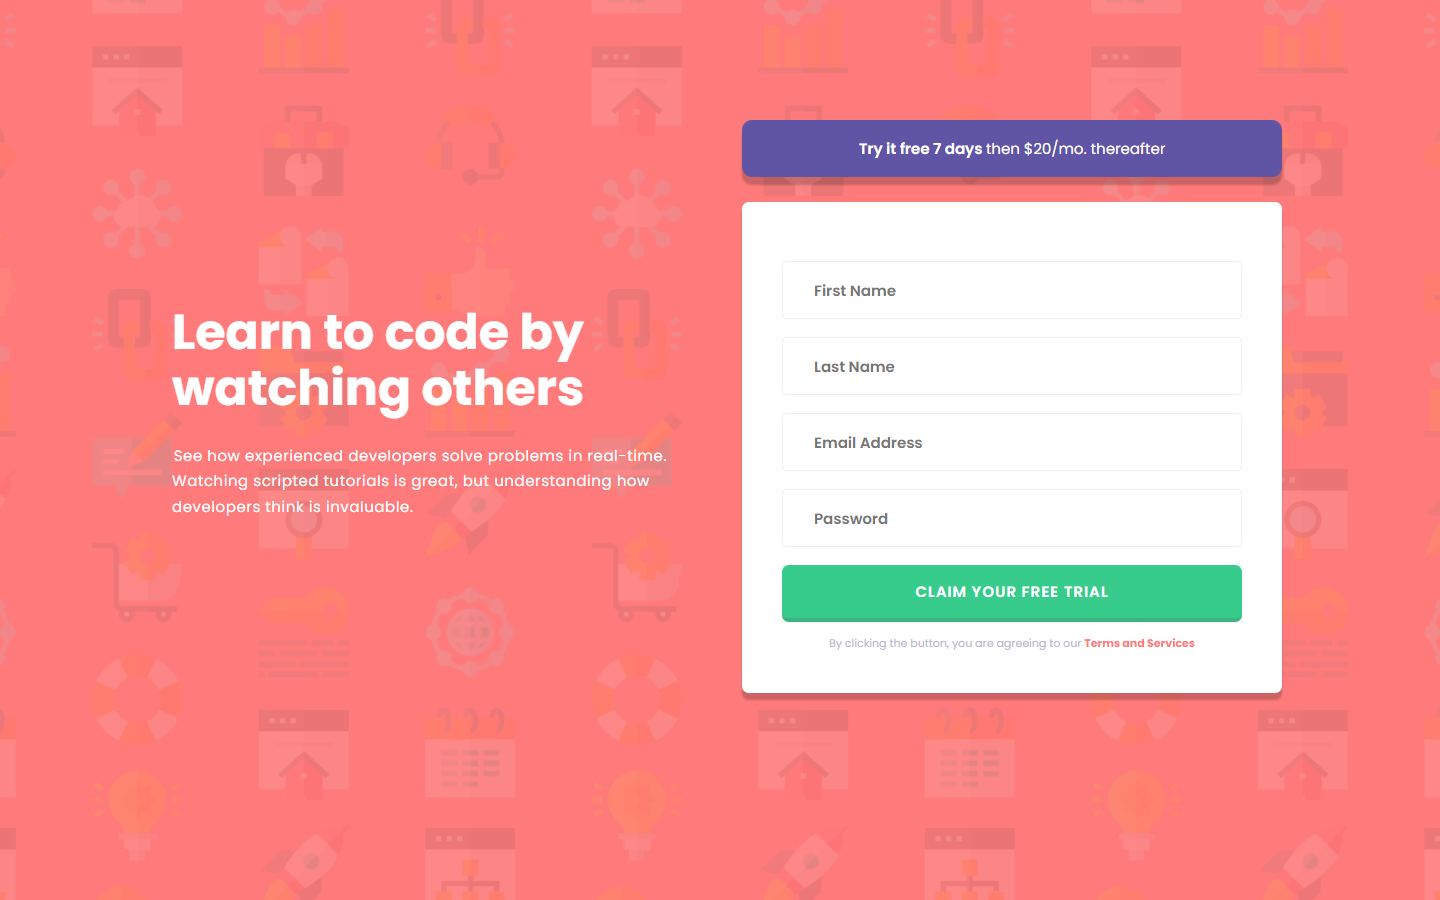 Learn to code by
watching others
See how experienced developers solve problems in real-time.
Watching scripted tutorials is great, but understanding how
developers think is invaluable.
Try it free 7 days then $20/mo. thereafter
First Name
Last Name
Email Address
Password
CLAIM YOUR FREE TRIAL
By clicking the button, you are agreeing to our Terms and Services